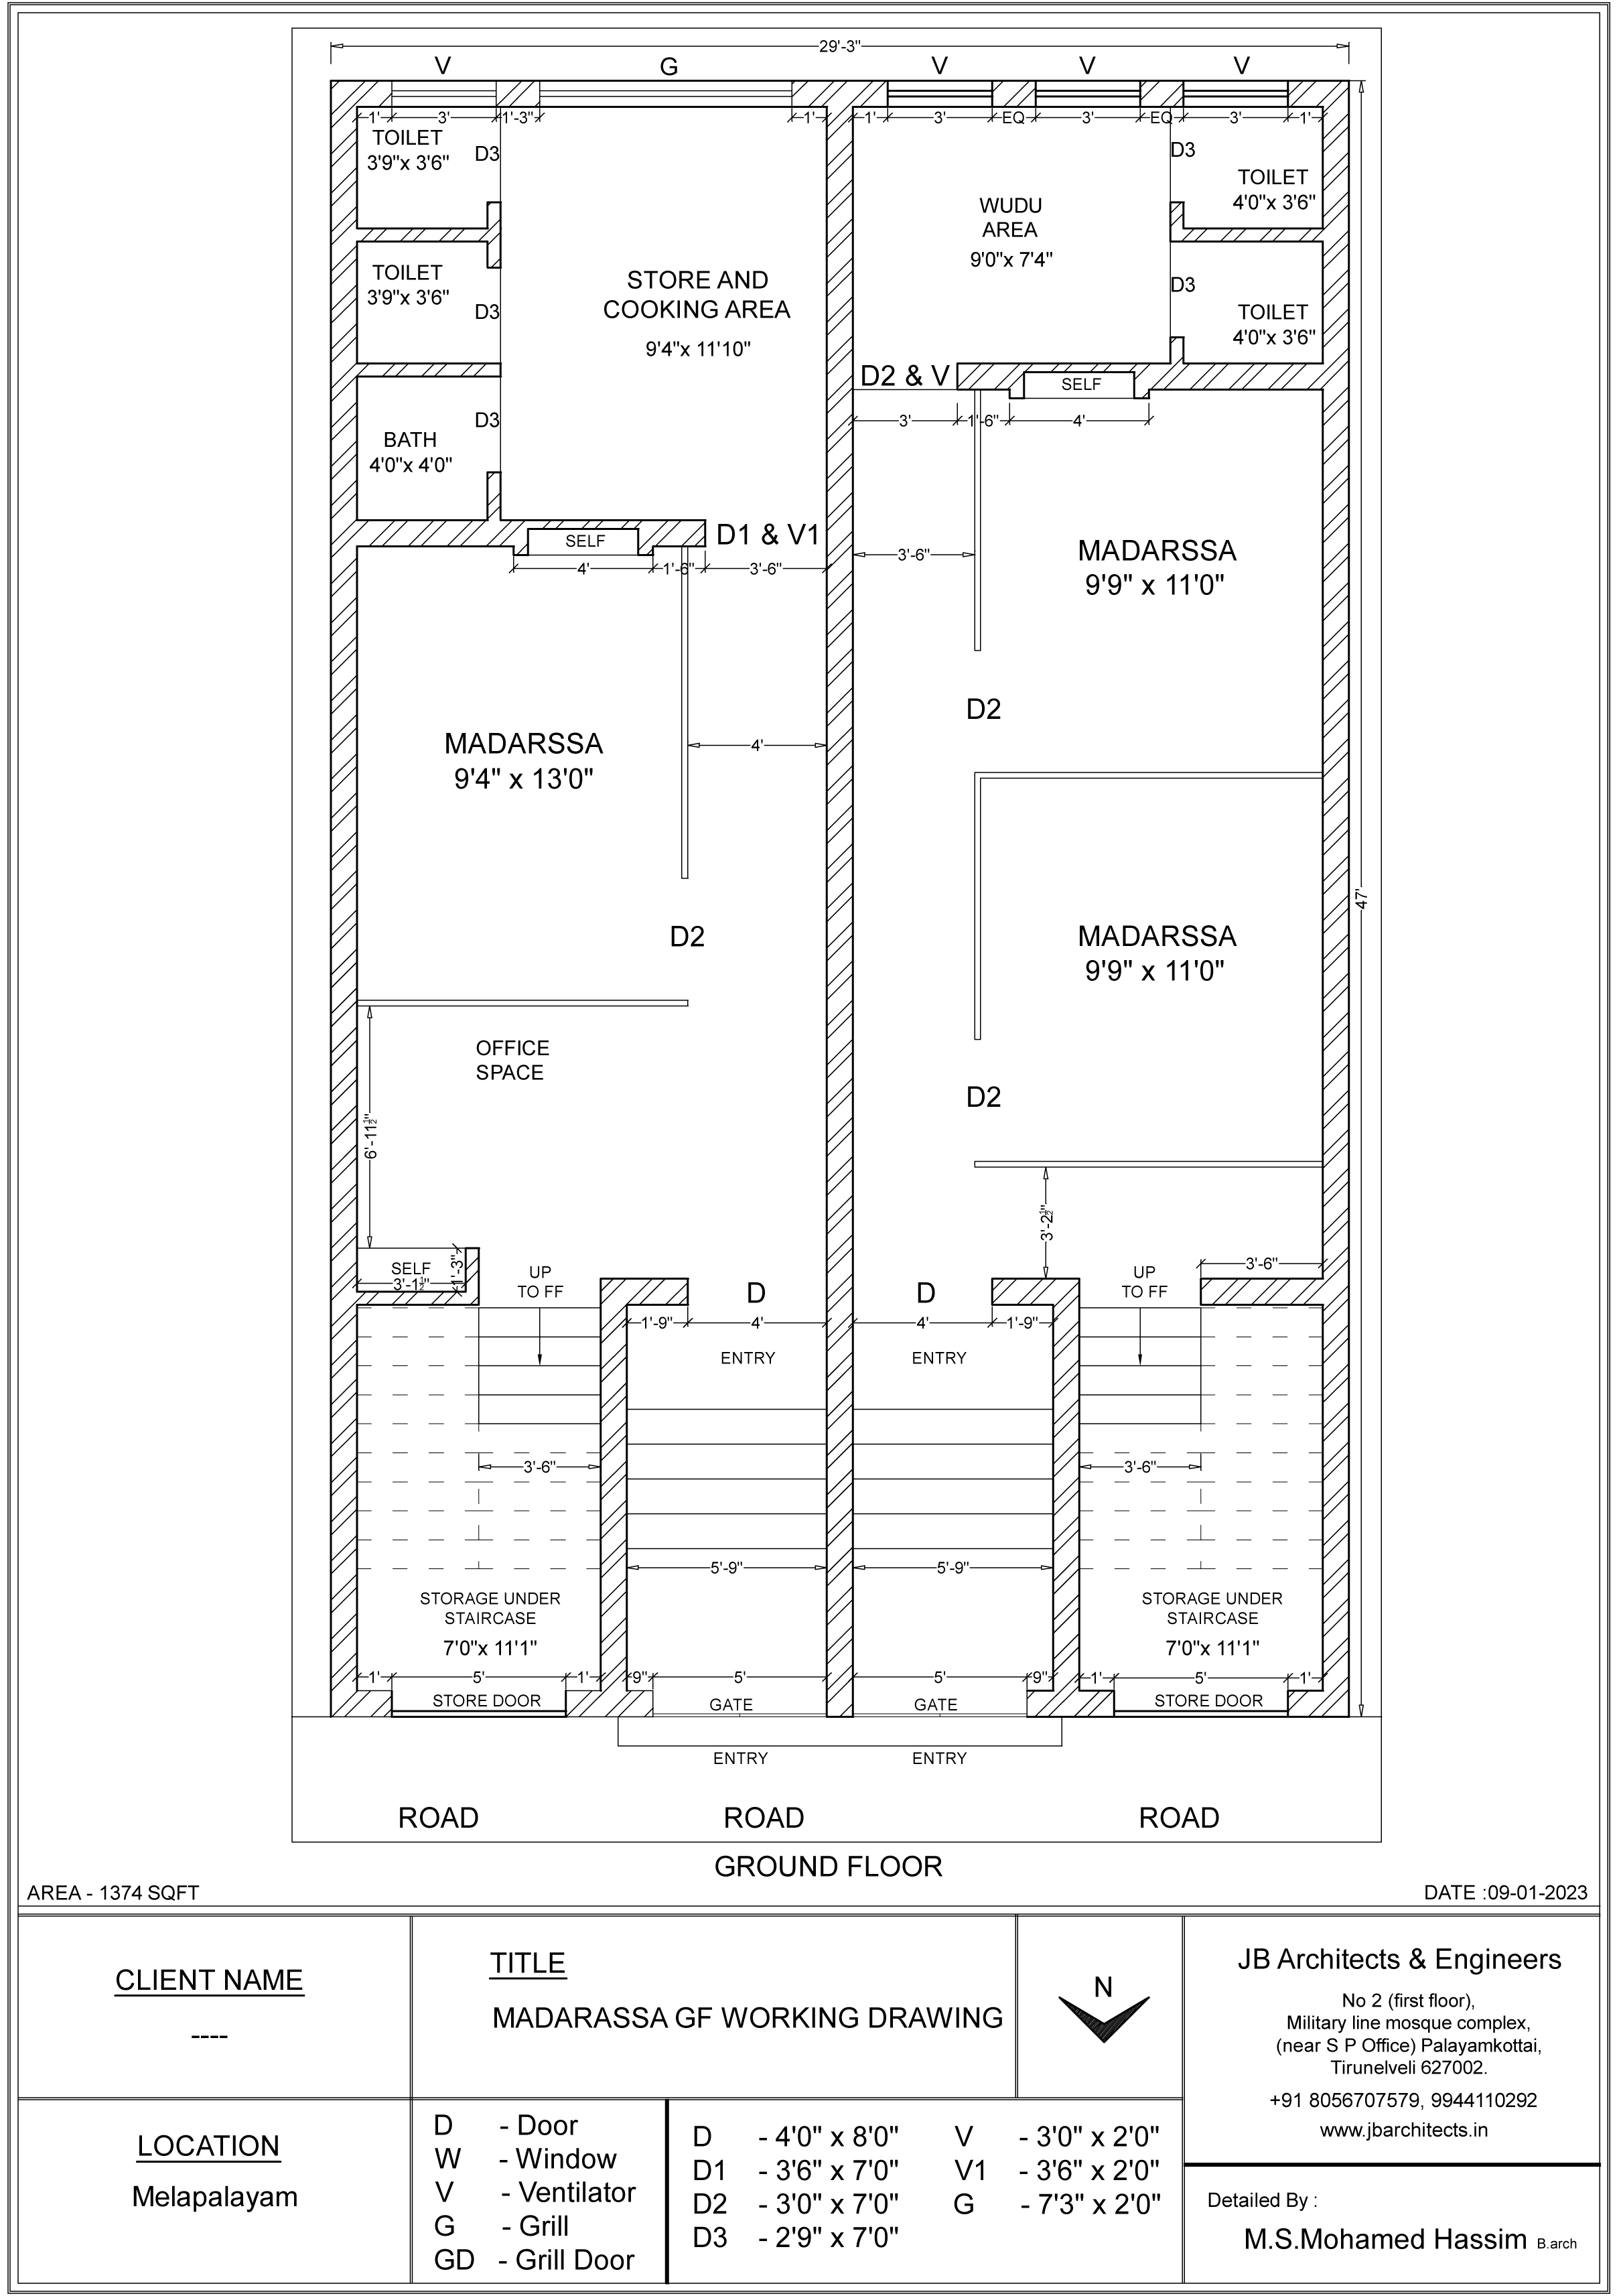 29'-3"
V G V V V
1' 3' 1'-3" 1' 1' 3' EQ 3' EQ 3' 1'
TOILET
3'9"x 3'6"
D3
D3
TOILET
4'0"x 3'6"
WUDU
AREA
9'0"x 7'4"
TOILET
3'9"x 3'6"
D3
STORE AND
COOKING AREA
9'4"x 11'10"
D3
TOILET
4'0"x 3'6"
D2 & V
SELF
3' 1'-6" 4'
D3
BATH
4'0"x 4'0"
D1 & V1
SELF
4' 1'-6" 3'-6"
3'-6"
MADARSSA
9'9" x 11'0"
D2
MADARSSA
9'4" x 13'0"
4'
47'
D2
MADARSSA
9'9" x 11'0"
OFFICE
SPACE
6'-11½"
D2
3'-2½"
SELF
3'-1½"
1'-3"
UP
TO FF
D D
UP
TO FF
3'-6"
1'-9" 4' 4' 1'-9"
ENTRY ENTRY
3'-6" 3'-6"
5'-9" 5'-9"
STORAGE UNDER
STAIRCASE
7'0"x 11'1"
STORAGE UNDER
STAIRCASE
7'0"x 11'1"
1' 5' 1' 9" 5' 5' 9" 1' 5' 1'
STORE DOOR GATE GATE STORE DOOR
ENTRY ENTRY
ROAD ROAD ROAD
GROUND FLOOR
AREA - 1374 SQFT
DATE :09-01-2023
CLIENT NAME
----
TITLE
MADARASSA GF WORKING DRAWING
N
JB Architects & Engineers
No 2 (first floor),
Military line mosque complex,
(near S P Office) Palayamkottai,
Tirunelveli 627002.
+91 8056707579, 9944110292
www.jbarchitects.in
LOCATION
Melapalayam
D - Door
W - Window
V - Ventilator
G - Grill
GD - Grill Door
D - 4'0" x 8'0"
D1 - 3'6" x 7'0"
D2 - 3'0" x 7'0"
D3 - 2'9" x 7'0"
V - 3'0" x 2'0"
V1 - 3'6" x 2'0"
G - 7'3" x 2'0"
Detailed By :
M.S.Mohamed Hassim B.arch